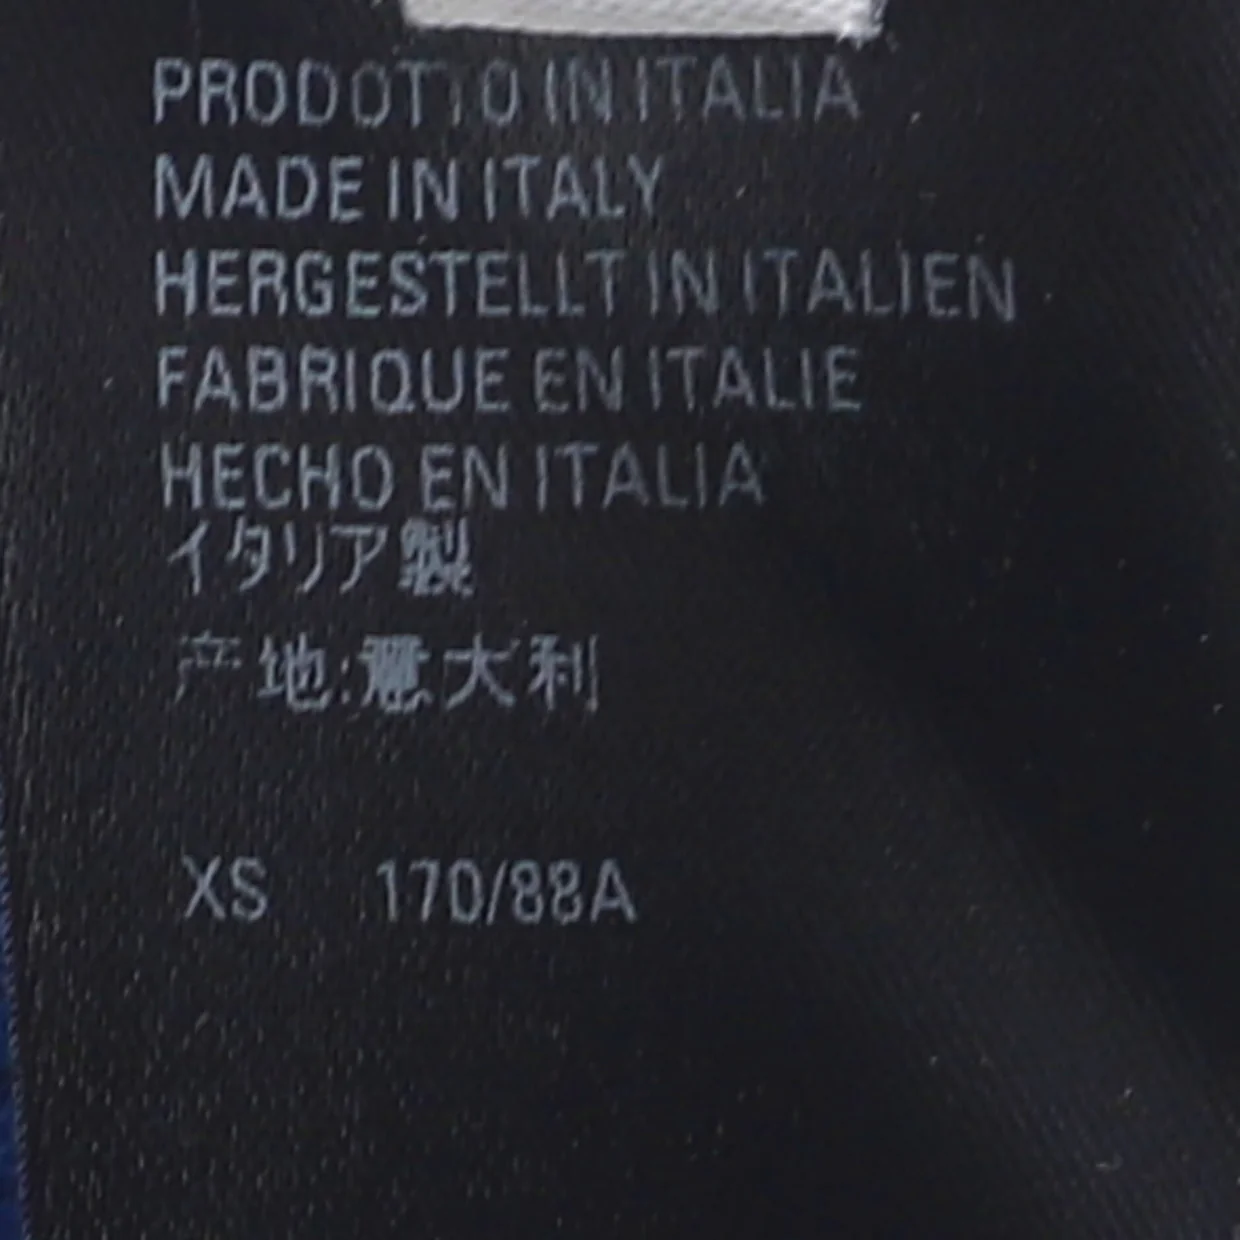 PRODOTTO IN ITALIA
MADE IN ITALY
HERGESTELLT IN ITALIEN
FABRIQUE EN ITALIE
HECHO EN ITALIA
イタリア製
产地:意大利
XS 170/88A